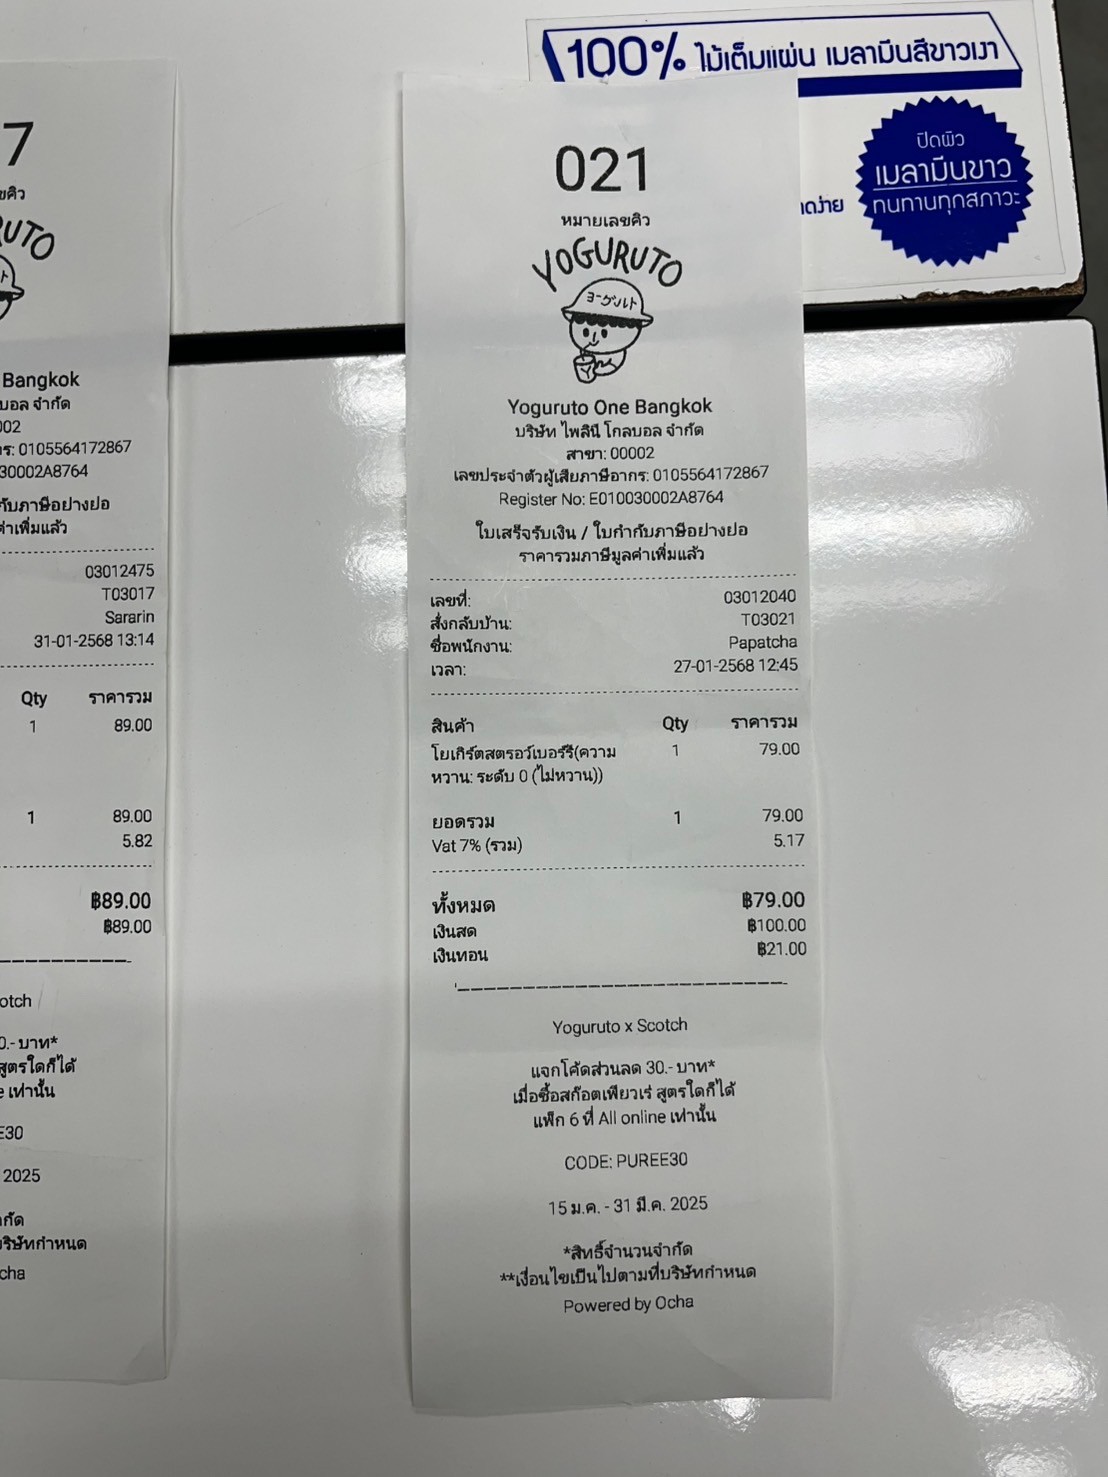 100% ไม้เต็มแผ่น เมลามีนสีขาวเงา
ปิดผิว
เมลามีนขาว
ทนทานทุกสภาวะ
7
RUTO
Bangkok
บอล จำกัด
002
0105564172867
30002A8764
กับภาษีอย่างย่อ
ค่าเพิ่มแล้ว
03012475
T03017
Sararin
31-01-2568 13:14
Qty ราคารวม
1 89.00
1 89.00
5.82
฿89.00
฿89.00
otch
0.- บาท*
สูตรใดก็ได้
e เท่านั้น
E30
2025
กัด
ริษัทกำหนด
cha
021
หมายเลขคิว
YOGURUTO
ヨーグルト
Yoguruto One Bangkok
บริษัท ไพลินี โกลบอล จำกัด
สาขา: 00002
เลขประจำตัวผู้เสียภาษีอากร: 0105564172867
Register No: E010030002A8764
ใบเสร็จรับเงิน / ใบกำกับภาษีอย่างย่อ
ราคารวมภาษีมูลค่าเพิ่มแล้ว
เลขที่: 03012040
สั่งกลับบ้าน: T03021
ชื่อพนักงาน: Papatcha
เวลา: 27-01-2568 12:45
สินค้า Qty ราคารวม
โยเกิร์ตสตรอว์เบอร์รี(ความ 1 79.00
หวาน: ระดับ 0 (ไม่หวาน))
ยอดรวม 1 79.00
Vat 7% (รวม) 5.17
ทั้งหมด ฿79.00
เงินสด ฿100.00
เงินทอน ฿21.00
Yoguruto x Scotch
แจกโค้ดส่วนลด 30.- บาท*
เมื่อซื้อสก๊อตเพียวเร่ สูตรใดก็ได้
แพ็ก 6 ที่ All online เท่านั้น
CODE: PUREE30
15 ม.ค. - 31 มี.ค. 2025
*สิทธิ์จำนวนจำกัด
**เงื่อนไขเป็นไปตามที่บริษัทกำหนด
Powered by Ocha